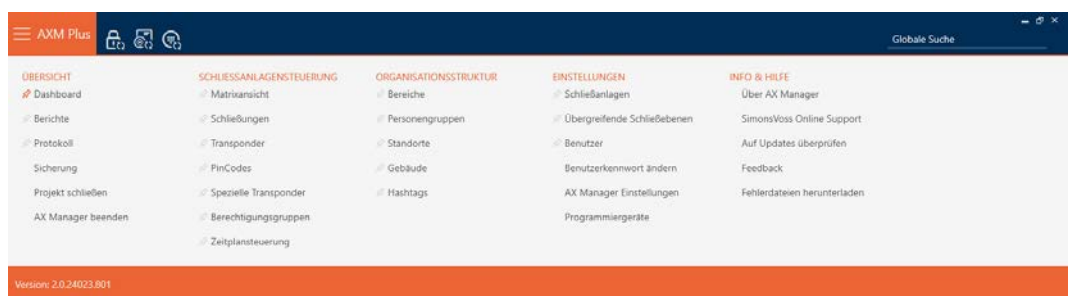 AXM Plus
Globale Suche
ÜBERSICHT
Dashboard
Berichte
Protokoll
Sicherung
Projekt schließen
AX Manager beenden
SCHLIESSANLAGENSTEUERUNG
Matrixansicht
Schließungen
Transponder
PinCodes
Spezielle Transponder
Berechtigungsgruppen
Zeitplansteuerung
ORGANISATIONSSTRUKTUR
Bereiche
Personengruppen
Standorte
Gebäude
Hashtags
EINSTELLUNGEN
Schließanlagen
Übergreifende Schließebenen
Benutzer
Benutzerkennwort ändern
AX Manager Einstellungen
Programmiergeräte
INFO & HILFE
Über AX Manager
SimonsVoss Online Support
Auf Updates überprüfen
Feedback
Fehlerdateien herunterladen
Version: 2.0.24023.801